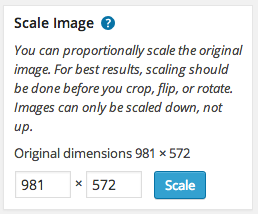 Scale Image ?
You can proportionally scale the original
image. For best results, scaling should
be done before you crop, flip, or rotate.
Images can only be scaled down, not
up.
Original dimensions 981 × 572
981 × 572 Scale